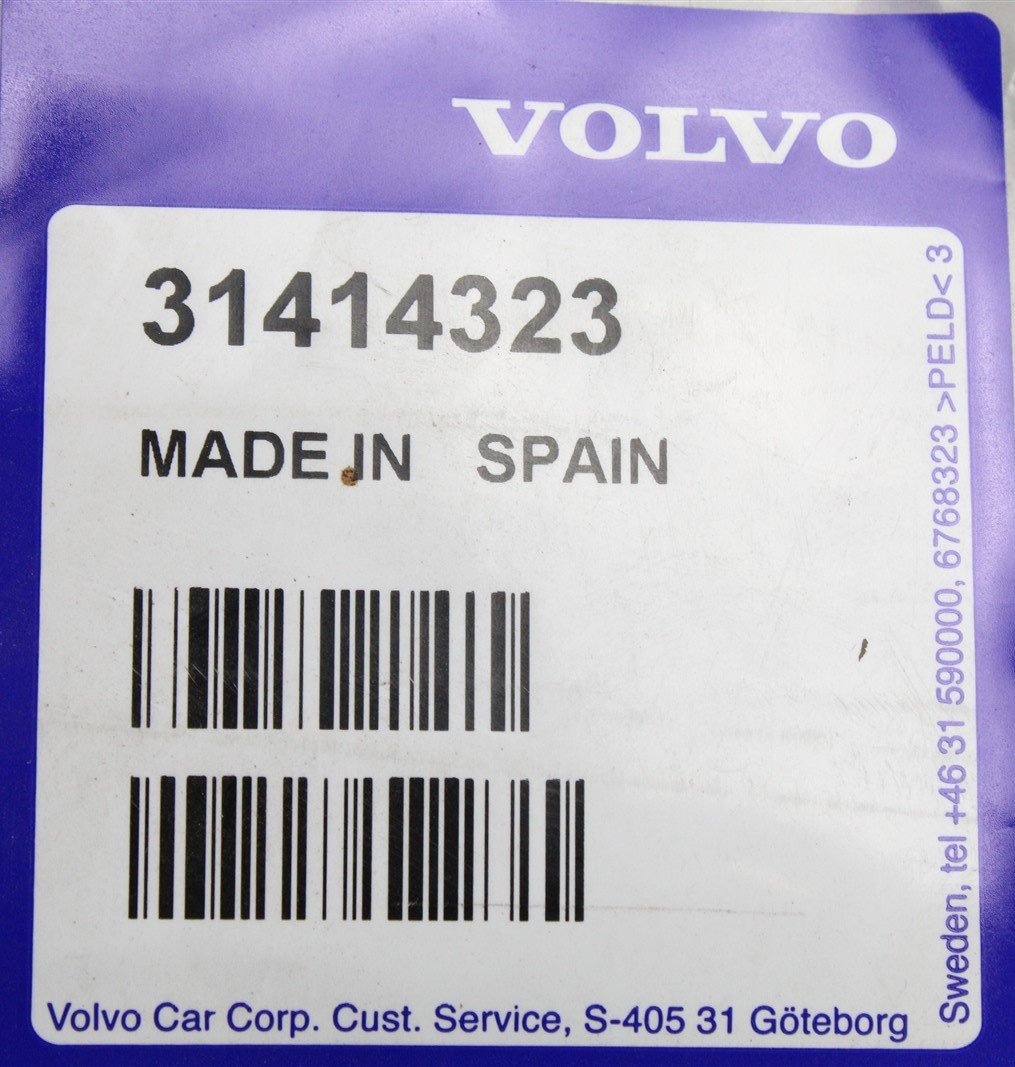 VOLVO
31414323
MADE IN SPAIN
Volvo Car Corp. Cust. Service, S-405 31 Göteborg
Sweden, tel +46 31 590000, 6768323 >PELD< 3